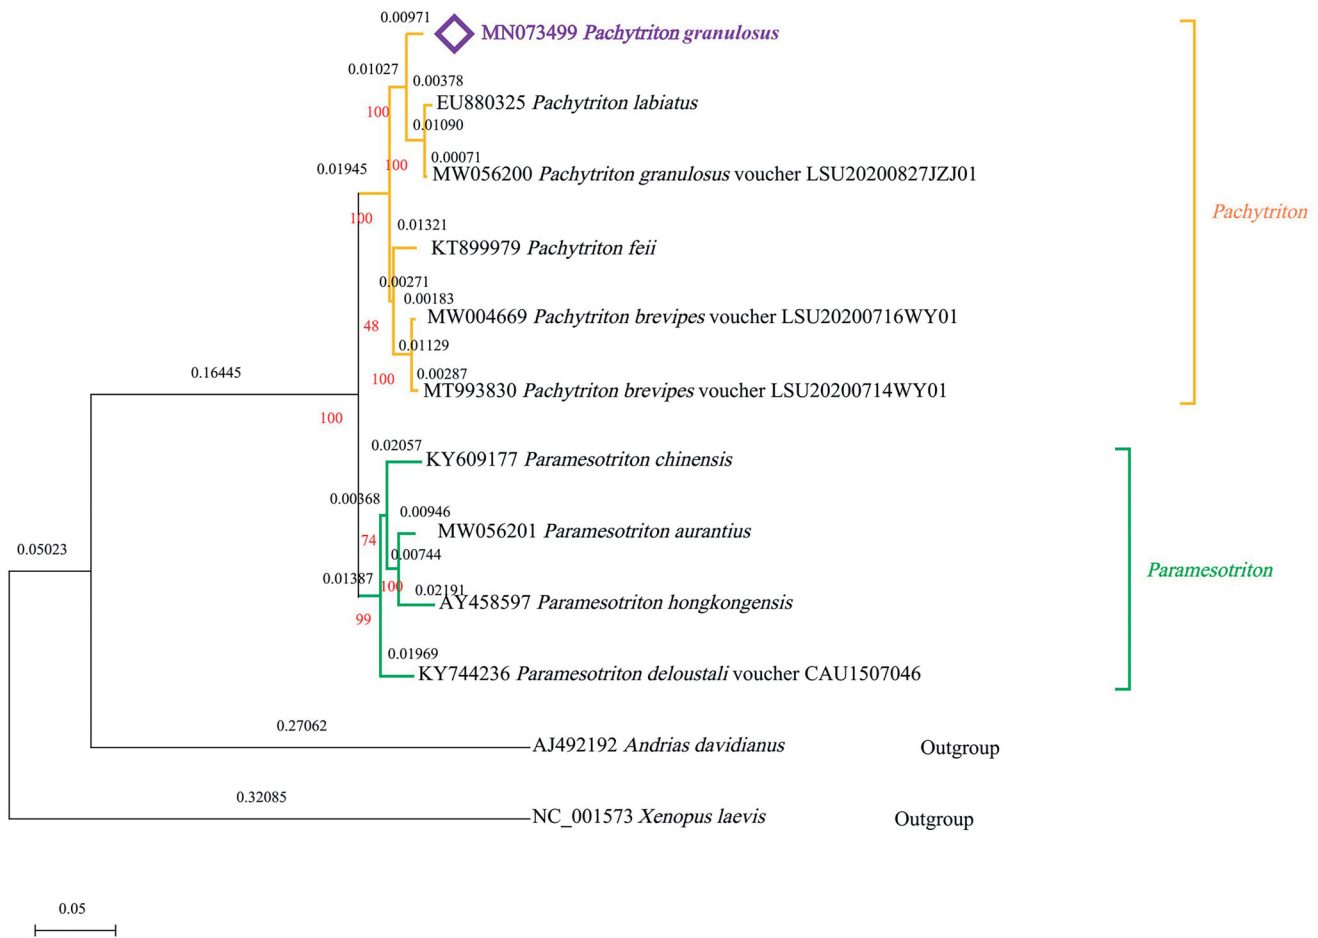 0.00971
MN073499 Pachytriton granulosus
0.01027
0.00378
100
EU880325 Pachytriton labiatus
0.01090
0.01945
100
0.00071
MW056200 Pachytriton granulosus voucher LSU20200827JZJ01
Pachytriton
100
0.01321
KT899979 Pachytriton feii
0.00271
0.00183
48
MW004669 Pachytriton brevipes voucher LSU20200716WY01
0.01129
0.16445
100
0.00287
MT993830 Pachytriton brevipes voucher LSU20200714WY01
100
0.02057
KY609177 Paramesotriton chinensis
0.00368
0.00946
74
MW056201 Paramesotriton aurantius
0.05023
0.00744
Paramesotriton
0.01387
100
0.02191
AY458597 Paramesotriton hongkongensis
99
0.01969
KY744236 Paramesotriton deloustali voucher CAU1507046
0.27062
AJ492192 Andrias davidianus Outgroup
0.32085
NC_001573 Xenopus laevis Outgroup
0.05